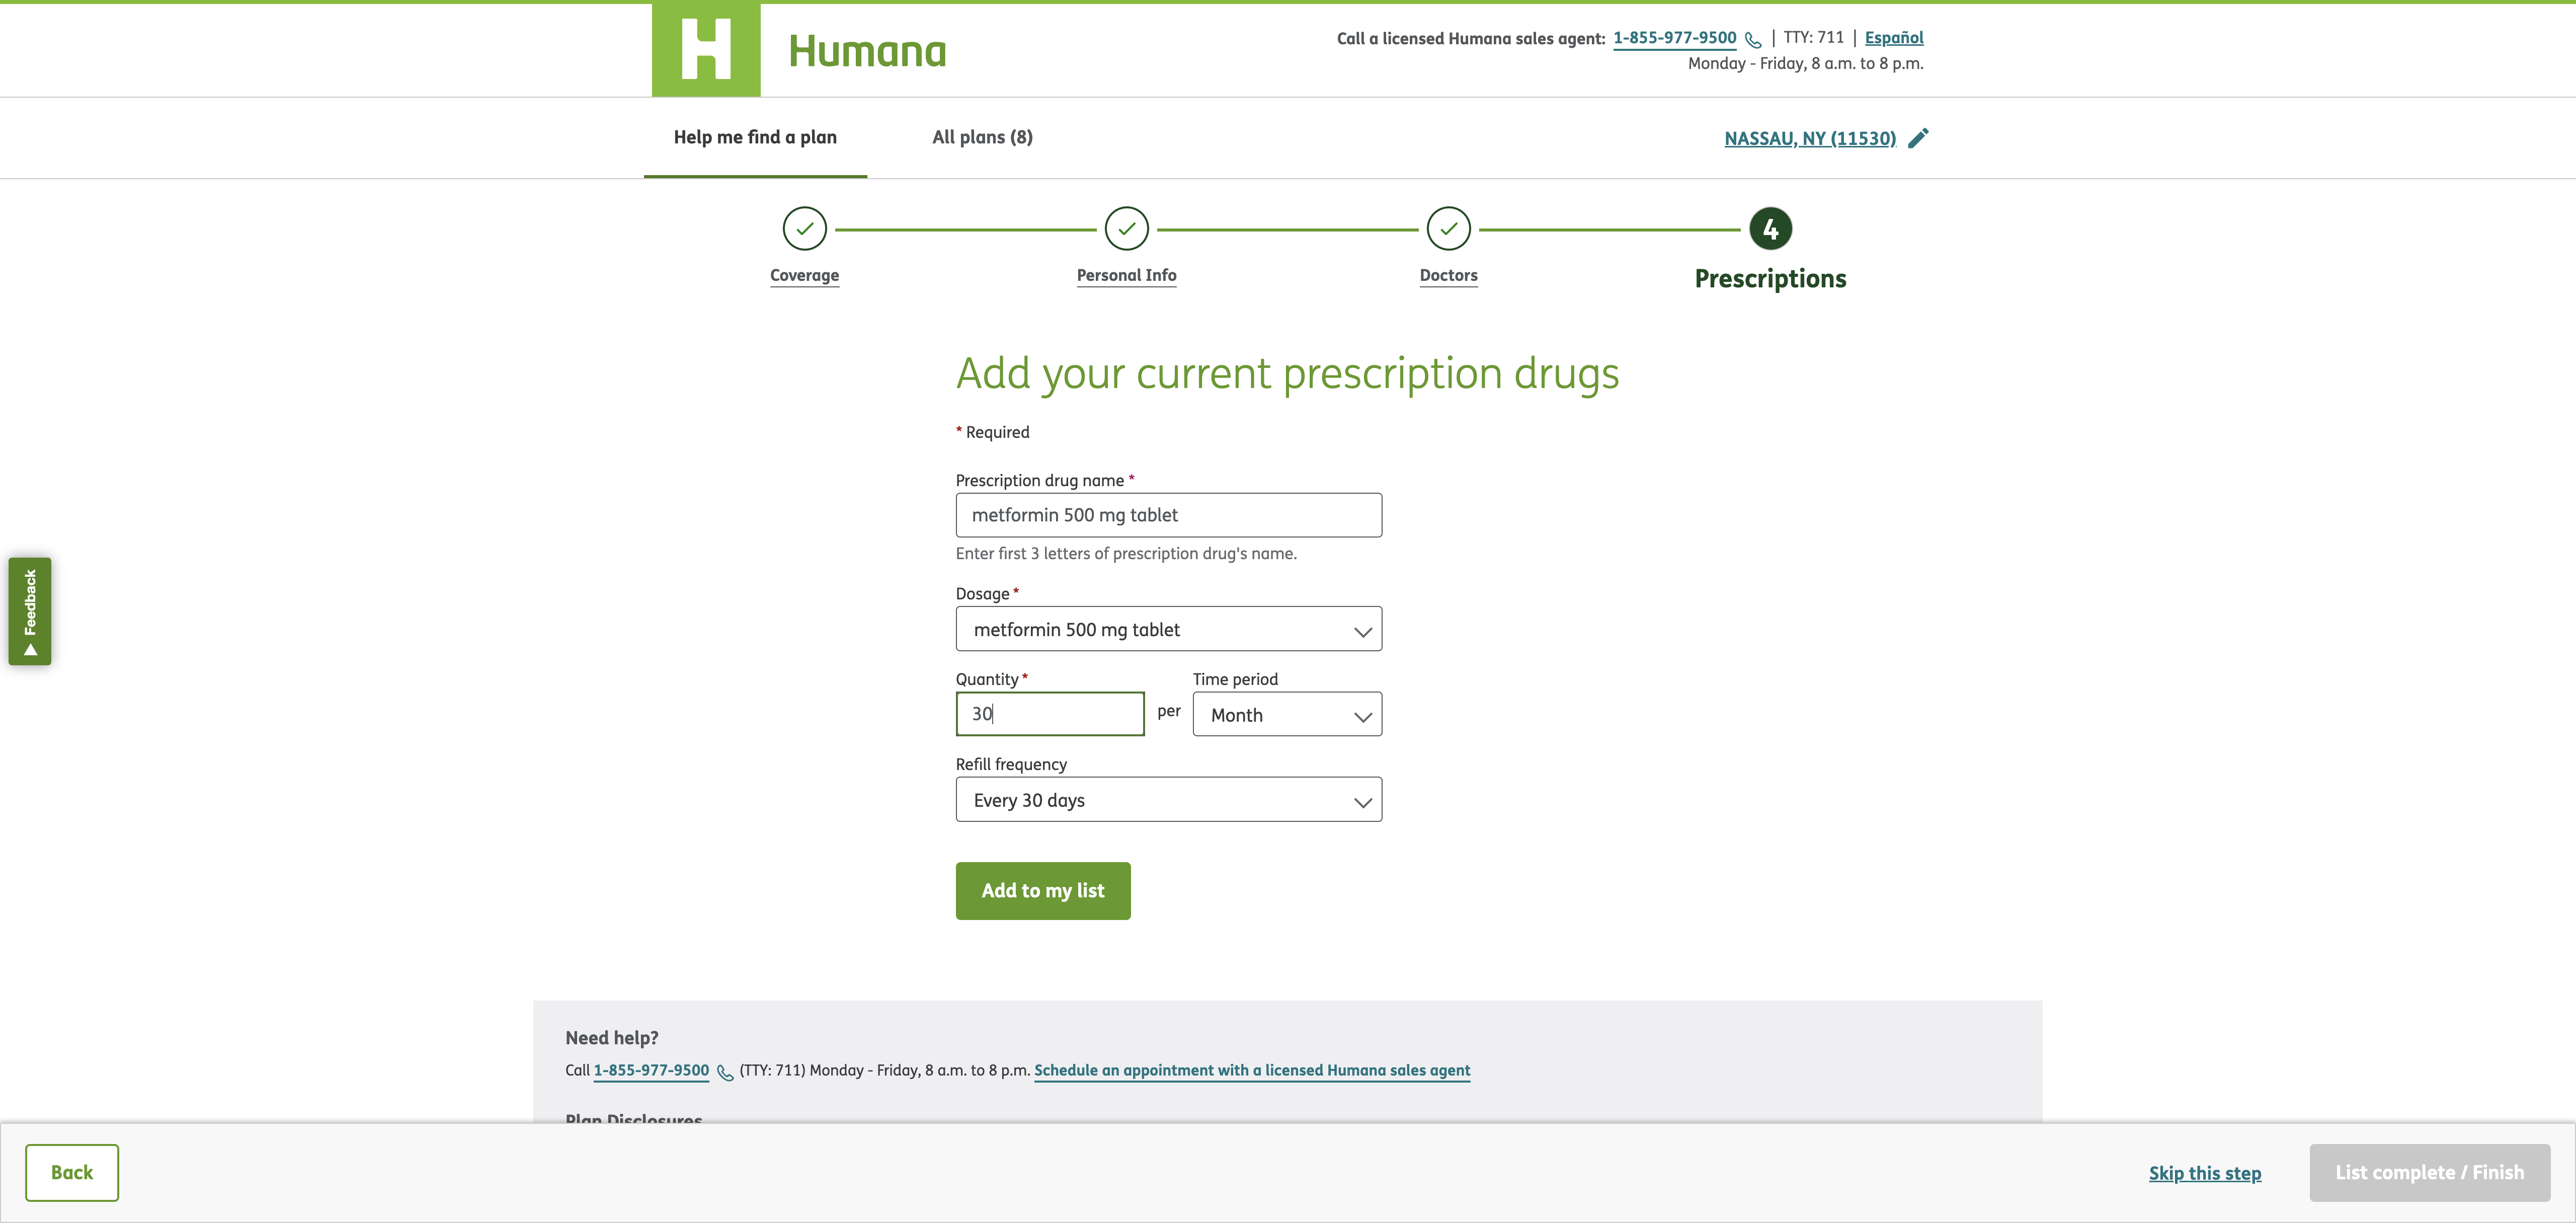 H
Humana
Call a licensed Humana sales agent: 1-855-977-9500 | TTY: 711 | Español
Monday - Friday, 8 a.m. to 8 p.m.
Help me find a plan
All plans (8)
NASSAU, NY (11530)
4
Coverage
Personal Info
Doctors
Prescriptions
Add your current prescription drugs
* Required
Prescription drug name *
metformin 500 mg tablet
Enter first 3 letters of prescription drug's name.
Dosage *
metformin 500 mg tablet
Quantity * Time period
30 per Month
Refill frequency
Every 30 days
Add to my list
Feedback
Need help?
Call 1-855-977-9500 (TTY: 711) Monday - Friday, 8 a.m. to 8 p.m. Schedule an appointment with a licensed Humana sales agent
Plan Disclosures
Back
Skip this step
List complete / Finish